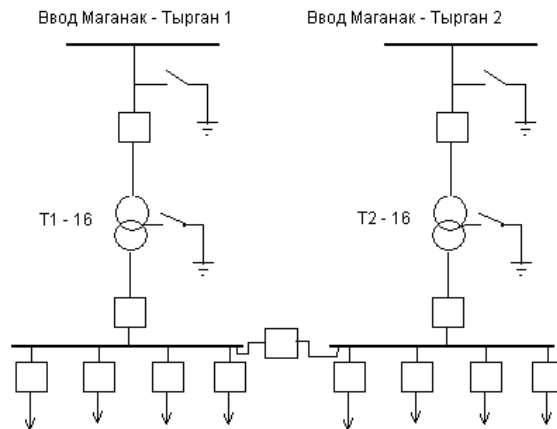 Ввод Маганак - Тырган 1
Ввод Маганак - Тырган 2
Т1 - 16
Т2 - 16